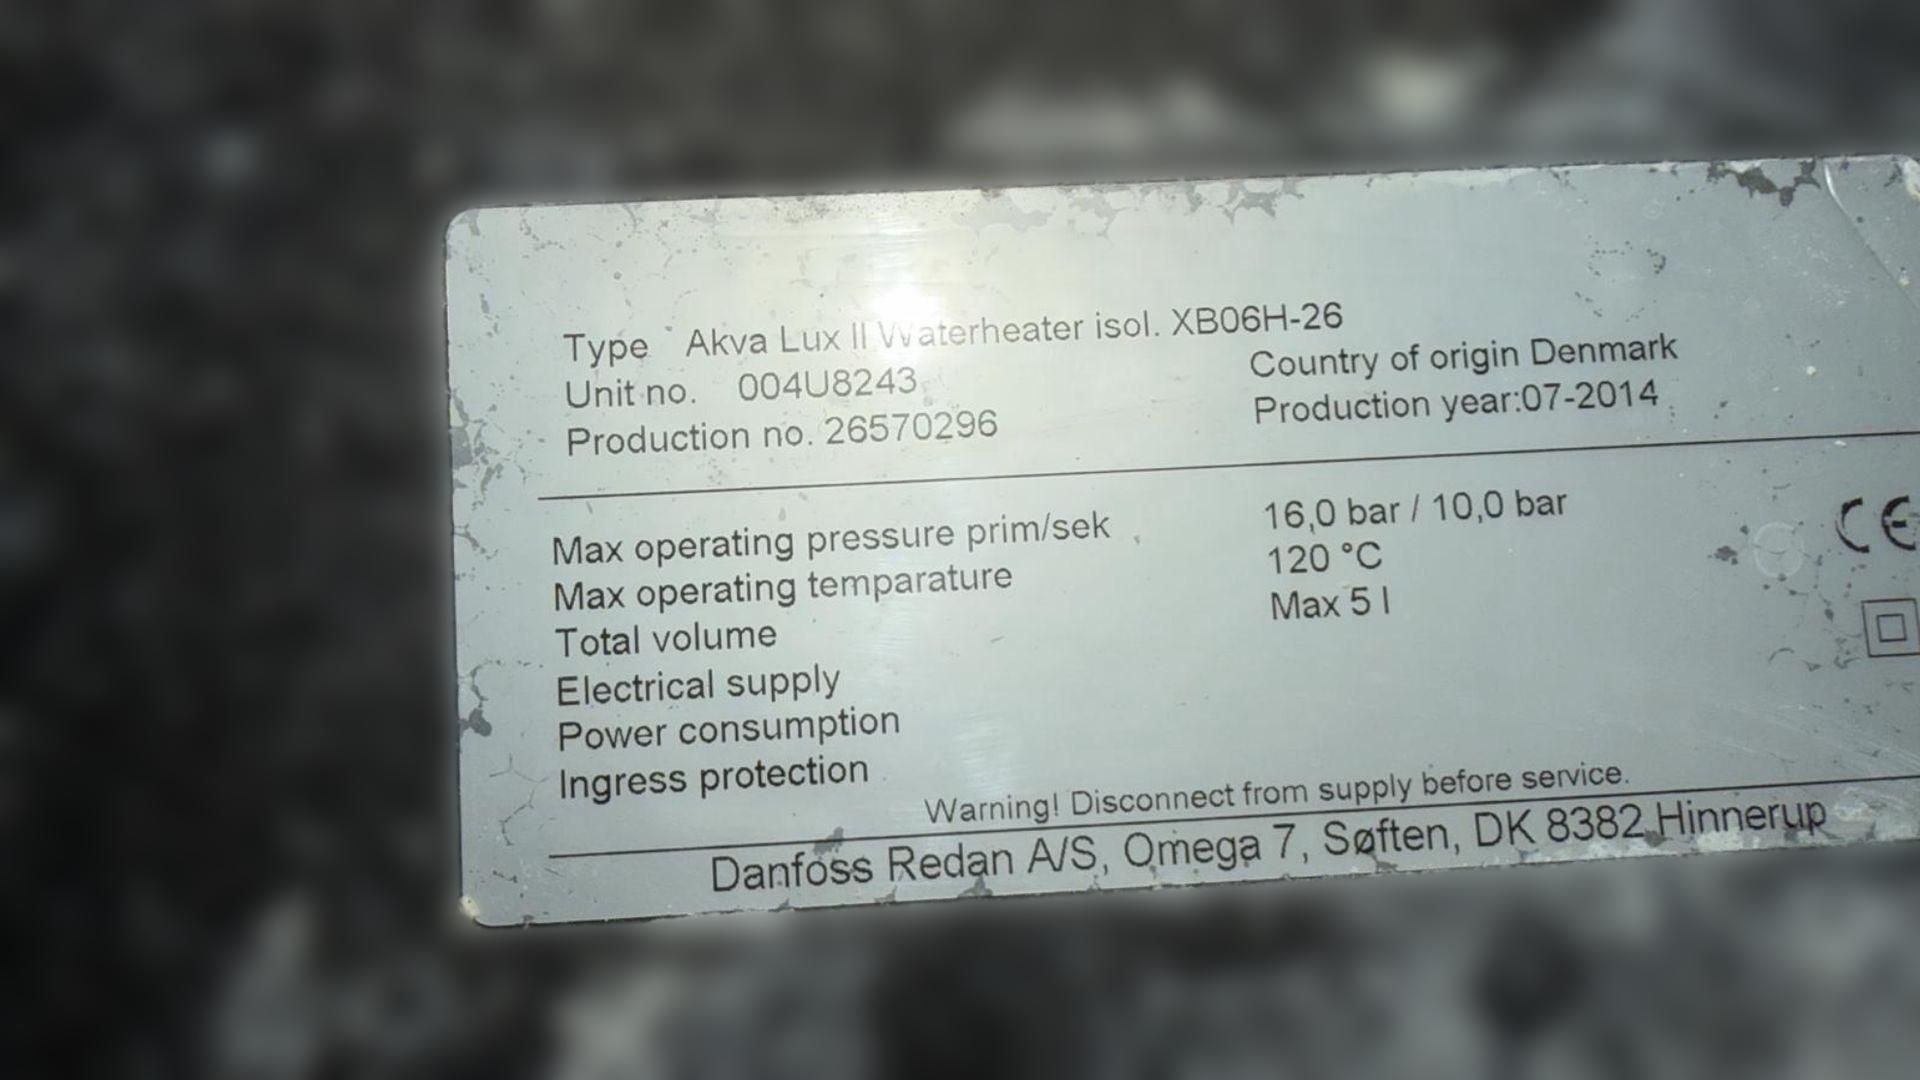 Type Akva Lux II Waterheater isol. XB06H-26
Unit no. 004U8243
Country of origin Denmark
Production no. 26570296
Production year:07-2014
Max operating pressure prim/sek 16,0 bar / 10,0 bar
Max operating temparature 120 °C
Total volume Max 5 l
Electrical supply
Power consumption
Ingress protection
CE
Warning! Disconnect from supply before service.
Danfoss Redan A/S, Omega 7, Søften, DK 8382 Hinnerup